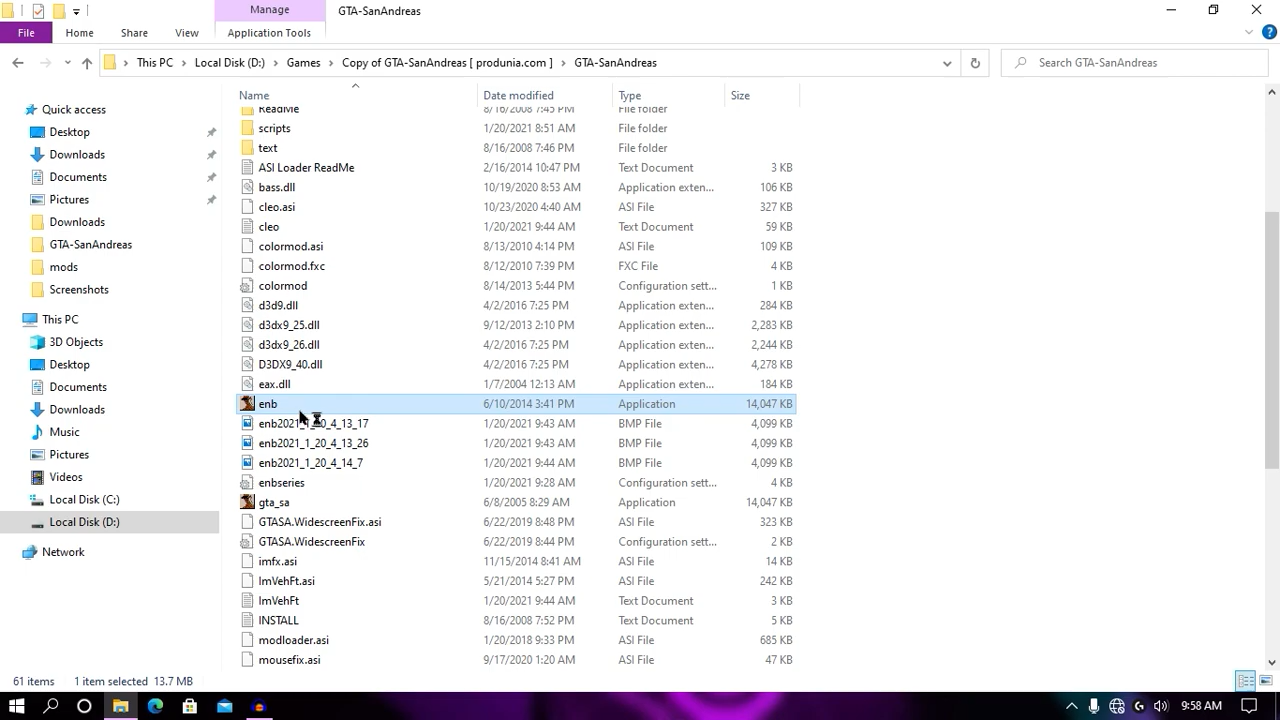 Manage
GTA-SanAndreas
File
Home
Share
View
Application Tools
This PC
Local Disk (D:)
Games
Copy of GTA-SanAndreas [ produnia.com ]
GTA-SanAndreas
Search GTA-SanAndreas
Quick access
Desktop
Downloads
Documents
Pictures
Downloads
GTA-SanAndreas
mods
Screenshots
This PC
3D Objects
Desktop
Documents
Downloads
Music
Pictures
Videos
Local Disk (C:)
Local Disk (D:)
Network
Name Date modified Type Size
ReadMe 8/16/2008 7:45 PM File folder
scripts 1/20/2021 8:51 AM File folder
text 8/16/2008 7:46 PM File folder
ASI Loader ReadMe 2/16/2014 10:47 PM Text Document 3 KB
bass.dll 10/19/2020 8:53 AM Application exten... 106 KB
cleo.asi 10/23/2020 4:40 AM ASI File 327 KB
cleo 1/20/2021 9:44 AM Text Document 59 KB
colormod.asi 8/13/2010 4:14 PM ASI File 109 KB
colormod.fxc 8/12/2010 7:39 PM FXC File 4 KB
colormod 8/14/2013 5:44 PM Configuration sett... 1 KB
d3d9.dll 4/2/2016 7:25 PM Application exten... 284 KB
d3dx9_25.dll 9/12/2013 2:10 PM Application exten... 2,283 KB
d3dx9_26.dll 4/2/2016 7:25 PM Application exten... 2,244 KB
D3DX9_40.dll 4/2/2016 7:25 PM Application exten... 4,278 KB
eax.dll 1/7/2004 12:13 AM Application exten... 184 KB
enb 6/10/2014 3:41 PM Application 14,047 KB
enb2021_1_20_4_13_17 1/20/2021 9:43 AM BMP File 4,099 KB
enb2021_1_20_4_13_26 1/20/2021 9:43 AM BMP File 4,099 KB
enb2021_1_20_4_14_7 1/20/2021 9:44 AM BMP File 4,099 KB
enbseries 1/20/2021 9:28 AM Configuration sett... 4 KB
gta_sa 6/8/2005 8:29 AM Application 14,047 KB
GTASA.WidescreenFix.asi 6/22/2019 8:48 PM ASI File 323 KB
GTASA.WidescreenFix 6/22/2019 8:44 PM Configuration sett... 2 KB
imfx.asi 11/15/2014 8:41 AM ASI File 14 KB
ImVehFt.asi 5/21/2014 5:27 PM ASI File 242 KB
ImVehFt 1/20/2021 9:44 AM Text Document 3 KB
INSTALL 8/16/2008 7:52 PM Text Document 5 KB
modloader.asi 1/20/2018 9:33 PM ASI File 685 KB
mousefix.asi 9/17/2020 1:20 AM ASI File 47 KB
61 items 1 item selected 13.7 MB
9:58 AM